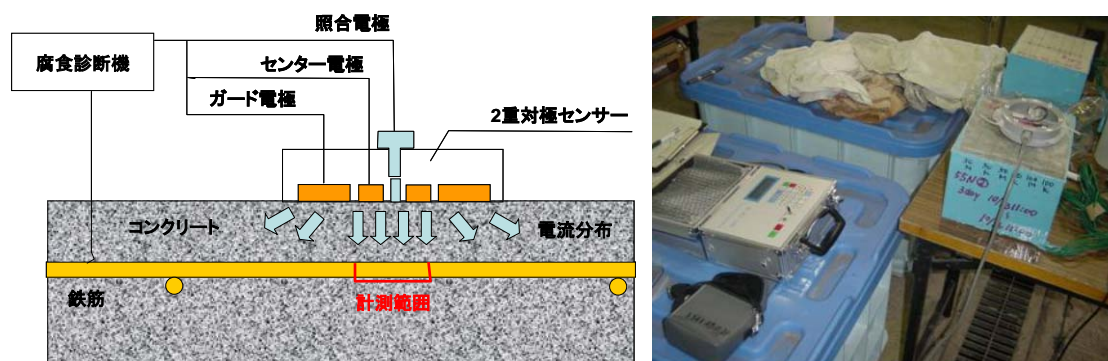 照合電極
腐食診断機
センター電極
ガード電極
2重対極センサー
コンクリート
電流分布
鉄筋
計測範囲
55N